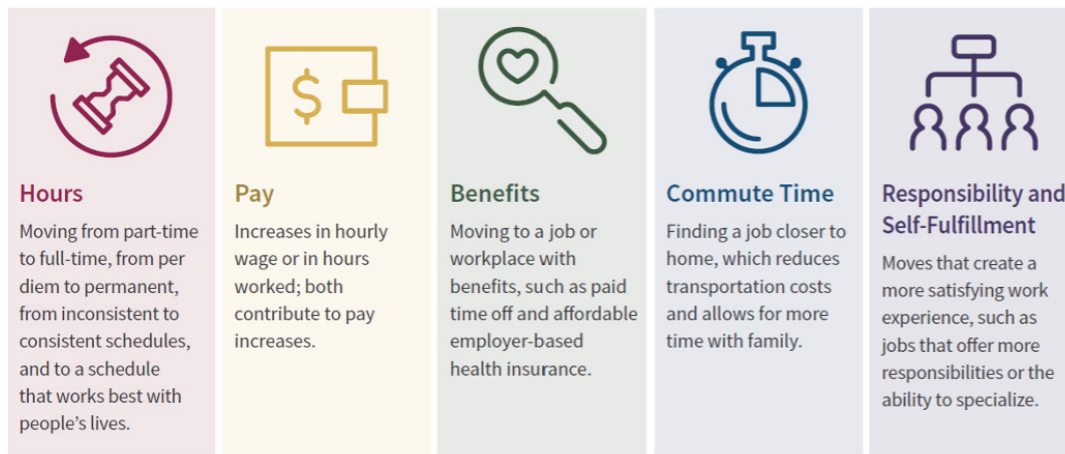 Hours
Moving from part-time
to full-time, from per
diem to permanent,
from inconsistent to
consistent schedules,
and to a schedule
that works best with
people’s lives.
$
Pay
Increases in hourly
wage or in hours
worked; both
contribute to pay
increases.
Benefits
Moving to a job or
workplace with
benefits, such as paid
time off and affordable
employer-based
health insurance.
Commute Time
Finding a job closer to
home, which reduces
transportation costs
and allows for more
time with family.
Responsibility and
Self-Fulfillment
Moves that create a
more satisfying work
experience, such as
jobs that offer more
responsibilities or the
ability to specialize.